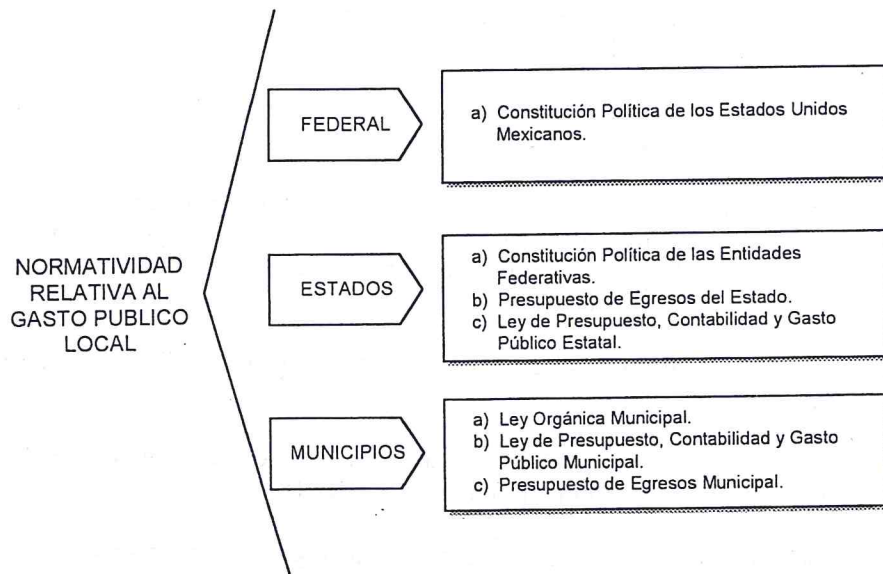 NORMATIVIDAD
RELATIVA AL
GASTO PUBLICO
LOCAL
FEDERAL
a) Constitución Política de los Estados Unidos
Mexicanos.
ESTADOS
a) Constitución Política de las Entidades
Federativas.
b) Presupuesto de Egresos del Estado.
c) Ley de Presupuesto, Contabilidad y Gasto
Público Estatal.
MUNICIPIOS
a) Ley Orgánica Municipal.
b) Ley de Presupuesto, Contabilidad y Gasto
Público Municipal.
c) Presupuesto de Egresos Municipal.